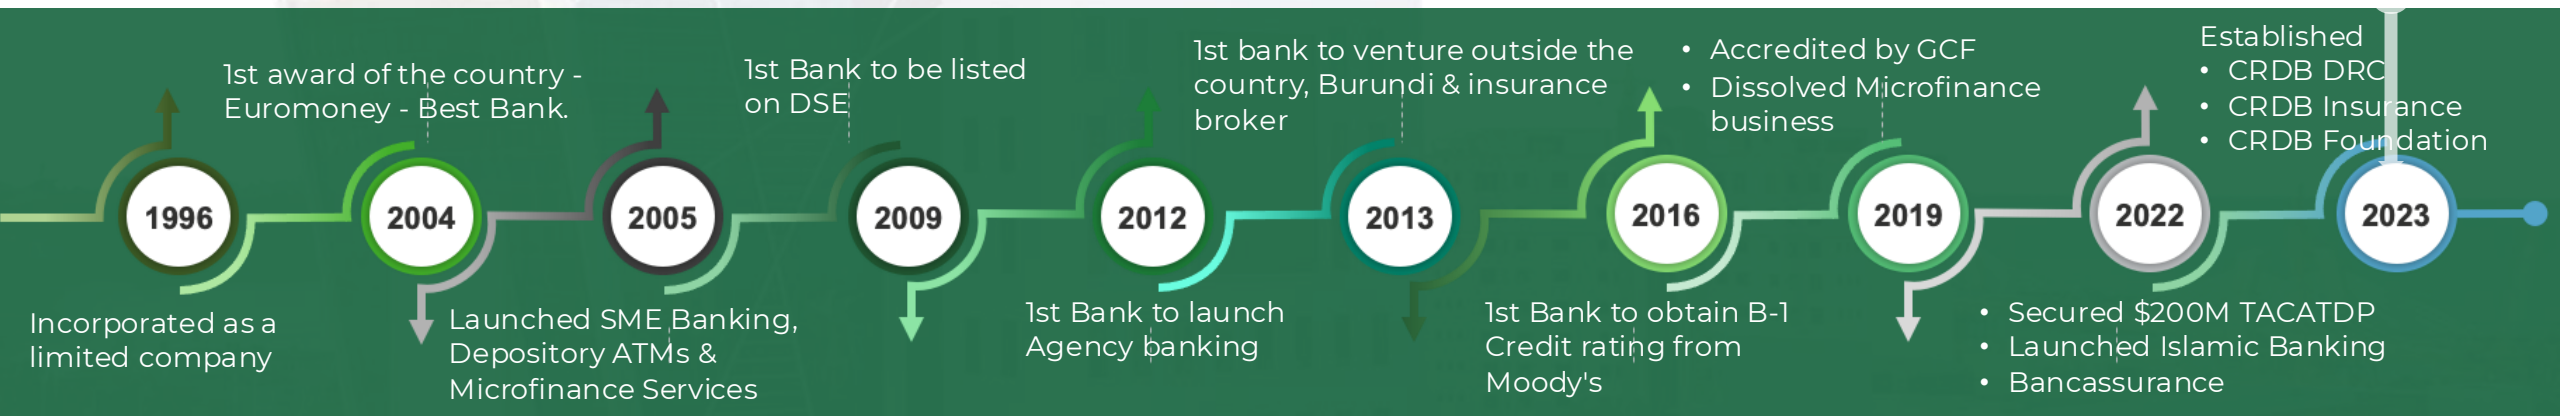 1996
Incorporated as a
limited company
1st award of the country -
Euromoney - Best Bank.
2004
2005
Launched SME Banking,
Depository ATMs &
Microfinance Services
1st Bank to be listed
on DSE
2009
2012
1st Bank to launch
Agency banking
1st bank to venture outside the
country, Burundi & insurance
broker
2013
2016
1st Bank to obtain B-1
Credit rating from
Moody's
• Accredited by GCF
• Dissolved Microfinance
business
2019
2022
• Secured $200M TACATDP
• Launched Islamic Banking
• Bancassurance
Established
• CRDB DRC
• CRDB Insurance
• CRDB Foundation
2023